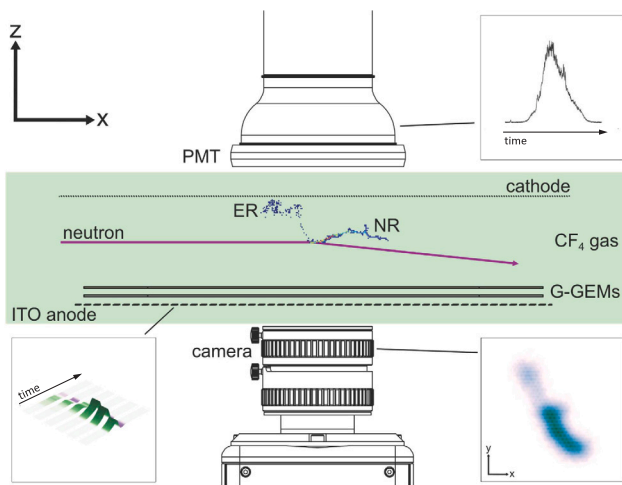 z
x
PMT
time
cathode
ER
NR
neutron
CF₄ gas
G-GEMs
ITO anode
camera
time
y
x